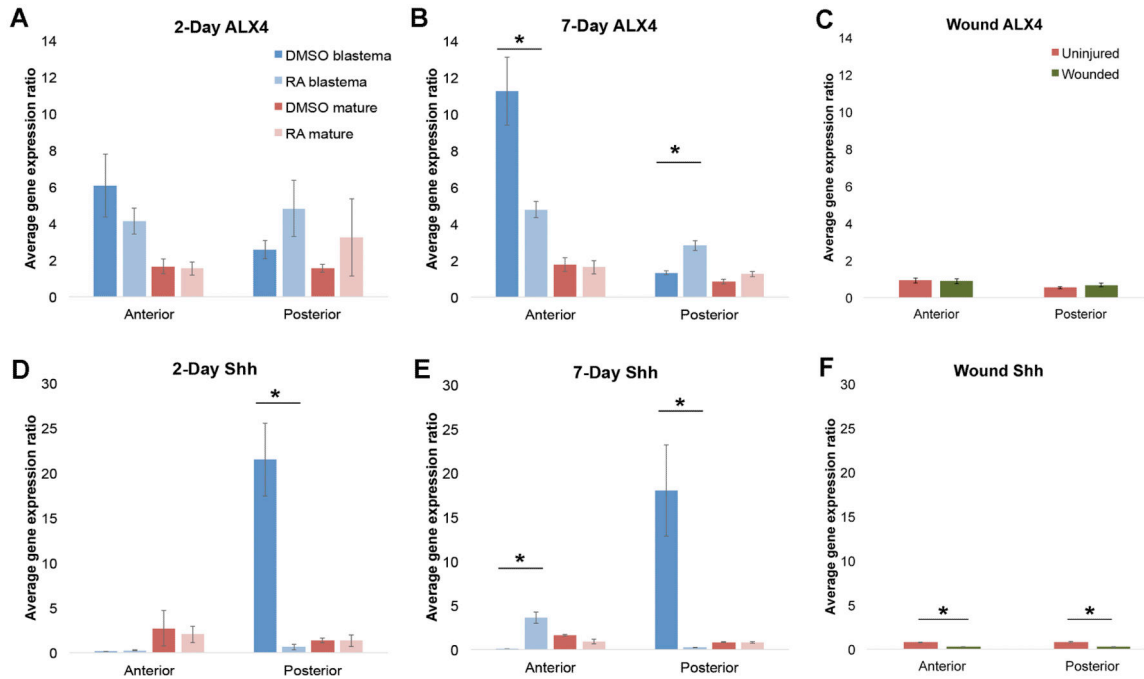 A
2-Day ALX4
Average gene expression ratio
14
12
10
8
6
4
2
0
DMSO blastema
RA blastema
DMSO mature
RA mature
Anterior
Posterior
B
7-Day ALX4
Average gene expression ratio
14
12
10
8
6
4
2
0
*
*
Anterior
Posterior
C
Wound ALX4
Average gene expression ratio
14
12
10
8
6
4
2
0
Uninjured
Wounded
Anterior
Posterior
D
2-Day Shh
Average gene expression ratio
30
25
20
15
10
5
0
*
Anterior
Posterior
E
7-Day Shh
Average gene expression ratio
30
25
20
15
10
5
0
*
*
Anterior
Posterior
F
Wound Shh
Average gene expression ratio
30
25
20
15
10
5
0
*
*
Anterior
Posterior